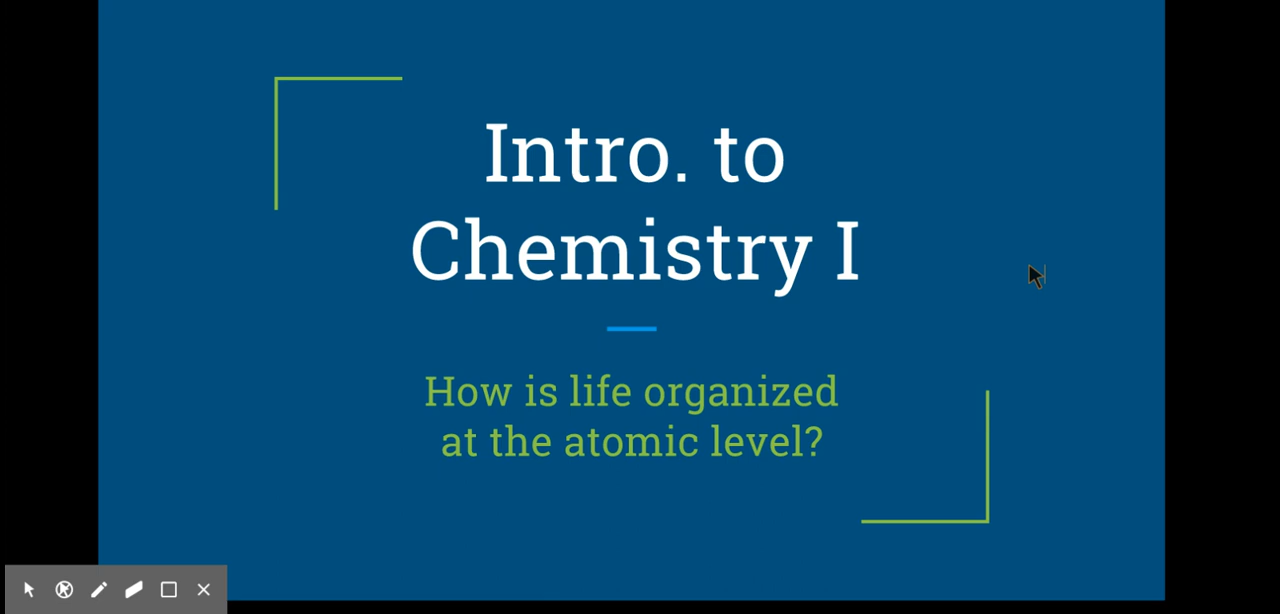 Intro. to
Chemistry I
How is life organized
at the atomic level?